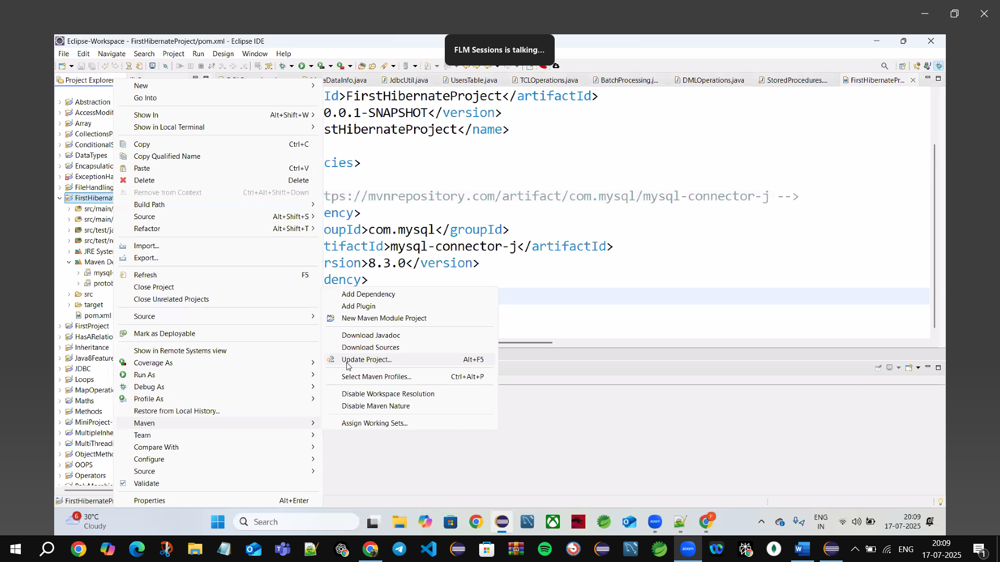 Eclipse-Workspace - FirstHibernateProject/pom.xml - Eclipse IDE
FLM Sessions is talking...
File Edit Navigate Search Project Run Design Window Help
Project Explorer
aDataInfo.java
JdbcUtil.java
UsersTable.java
TCLOperations.java
BatchProcessing.j...
DMLOperations.java
StoredProcedures....
FirstHibernatePr...
Abstraction
AccessModif
Array
CollectionsP
ConditionalS
DataTypes
Encapsulatio
ExceptionHa
FileHandling
FirstHibernat
src/main/
src/main/
src/test/ja
src/test/re
JRE Syste
Maven De
mysql-
protob
src
target
pom.xml
FirstProject
HasARelatio
Inheritance
Java8Feature
JDBC
Loops
MapOperatio
Maths
Methods
MiniProject-
MultipleInhe
MultiThreadi
ObjectMetho
OOPS
Operators
FirstHibernatePr
New
Go Into
Show In Alt+Shift+W
Show in Local Terminal
Copy Ctrl+C
Copy Qualified Name
Paste Ctrl+V
Delete Delete
Remove from Context Ctrl+Alt+Shift+Down
Build Path
Source Alt+Shift+S
Refactor Alt+Shift+T
Import...
Export...
Refresh F5
Close Project
Close Unrelated Projects
Source
Mark as Deployable
Show in Remote Systems view
Coverage As
Run As
Debug As
Profile As
Restore from Local History...
Maven
Team
Compare With
Configure
Source
Validate
Properties Alt+Enter
Id>FirstHibernateProject</artifactId>
0.0.1-SNAPSHOT</version>
stHibernateProject</name>
cies>
tps://mvnrepository.com/artifact/com.mysql/mysql-connector-j -->
ency>
oupId>com.mysql</groupId>
tifactId>mysql-connector-j</artifactId>
rsion>8.3.0</version>
dency>
Add Dependency
Add Plugin
New Maven Module Project
Download Javadoc
Download Sources
Update Project... Alt+F5
Select Maven Profiles... Ctrl+Alt+P
Disable Workspace Resolution
Disable Maven Nature
Assign Working Sets...
6
30°C
Cloudy
Search
F
ENG
IN
20:09
17-07-2025
zoom
ENG
20:09
17-07-2025
1